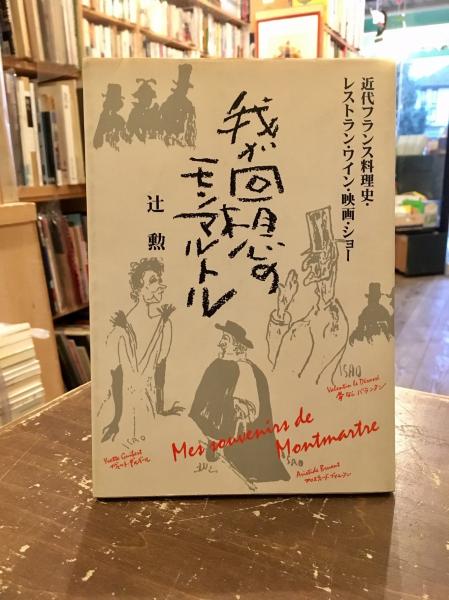 近代フランス料理史・
レストラン・ワイン・映画・ショー
我が回想の
モンマルトル
辻 勲
ISAO
Valentin le Désossé
骨なしバランタン
Mes souvenirs de
Montmartre
Yvette Guilbert
イヴェット・ギルベール
ISAO
Aristide Bruant
アリスティード・ブリュアン
ISAO